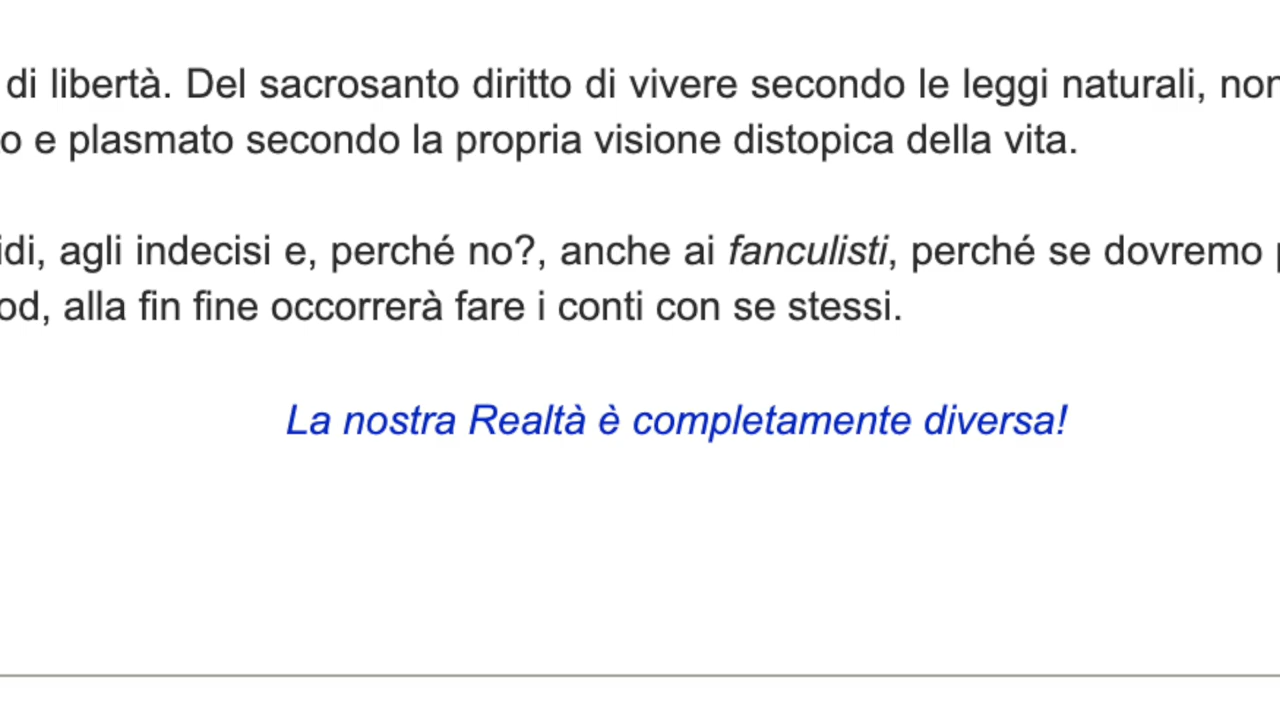 di libertà. Del sacrosanto diritto di vivere secondo le leggi naturali, non
o e plasmato secondo la propria visione distopica della vita.
idi, agli indecisi e, perché no?, anche ai fanculisti, perché se dovremo p
od, alla fin fine occorrerà fare i conti con se stessi.
La nostra Realtà è completamente diversa!